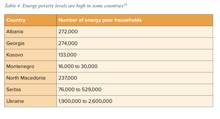 Table 4. Energy poverty levels are high in some countries
Country Number of energy poor households
Albania 272,000
Georgia 274,000
Kosovo 133,000
Montenegro 16,000 to 30,000
North Macedonia 237,000
Serbia 76,000 to 529,000
Ukraine 1,900,000 to 2,600,000